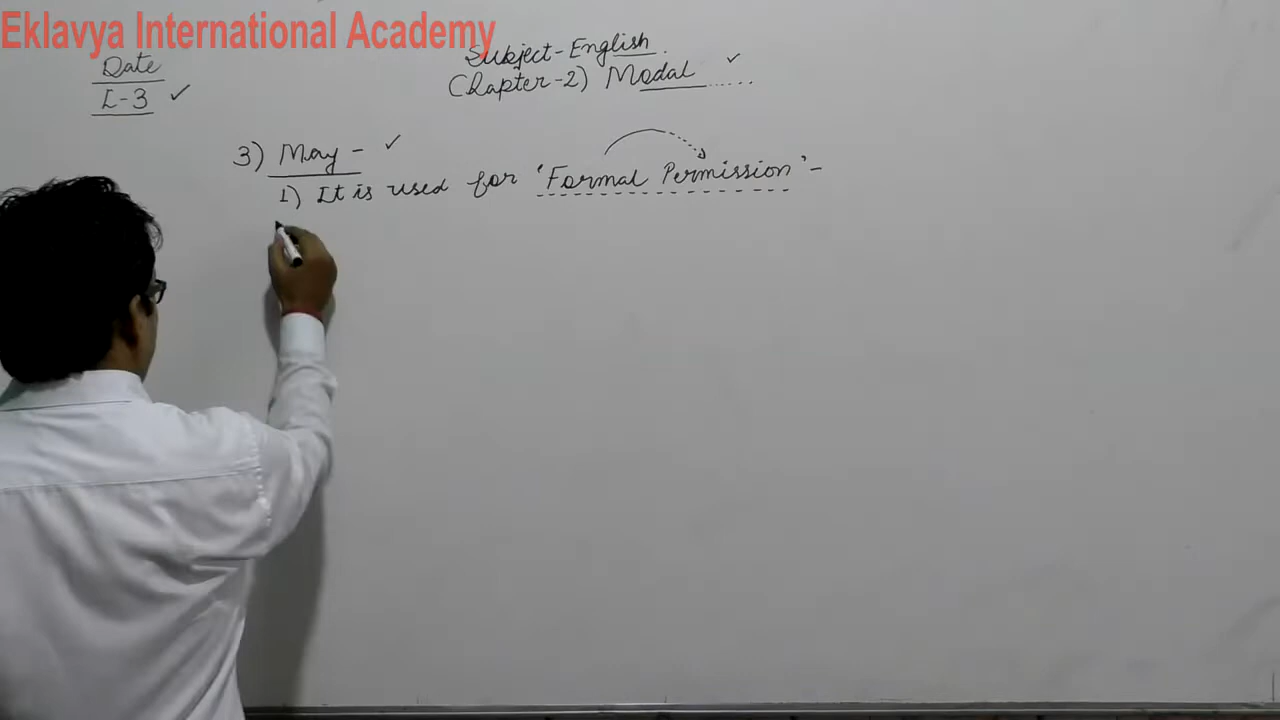 Eklavya International Academy
Date
L-3 ✓
Subject-English.
Chapter-2) Modal...... ✓
3) May - ✓
1) It is used for 'Formal Permission' -